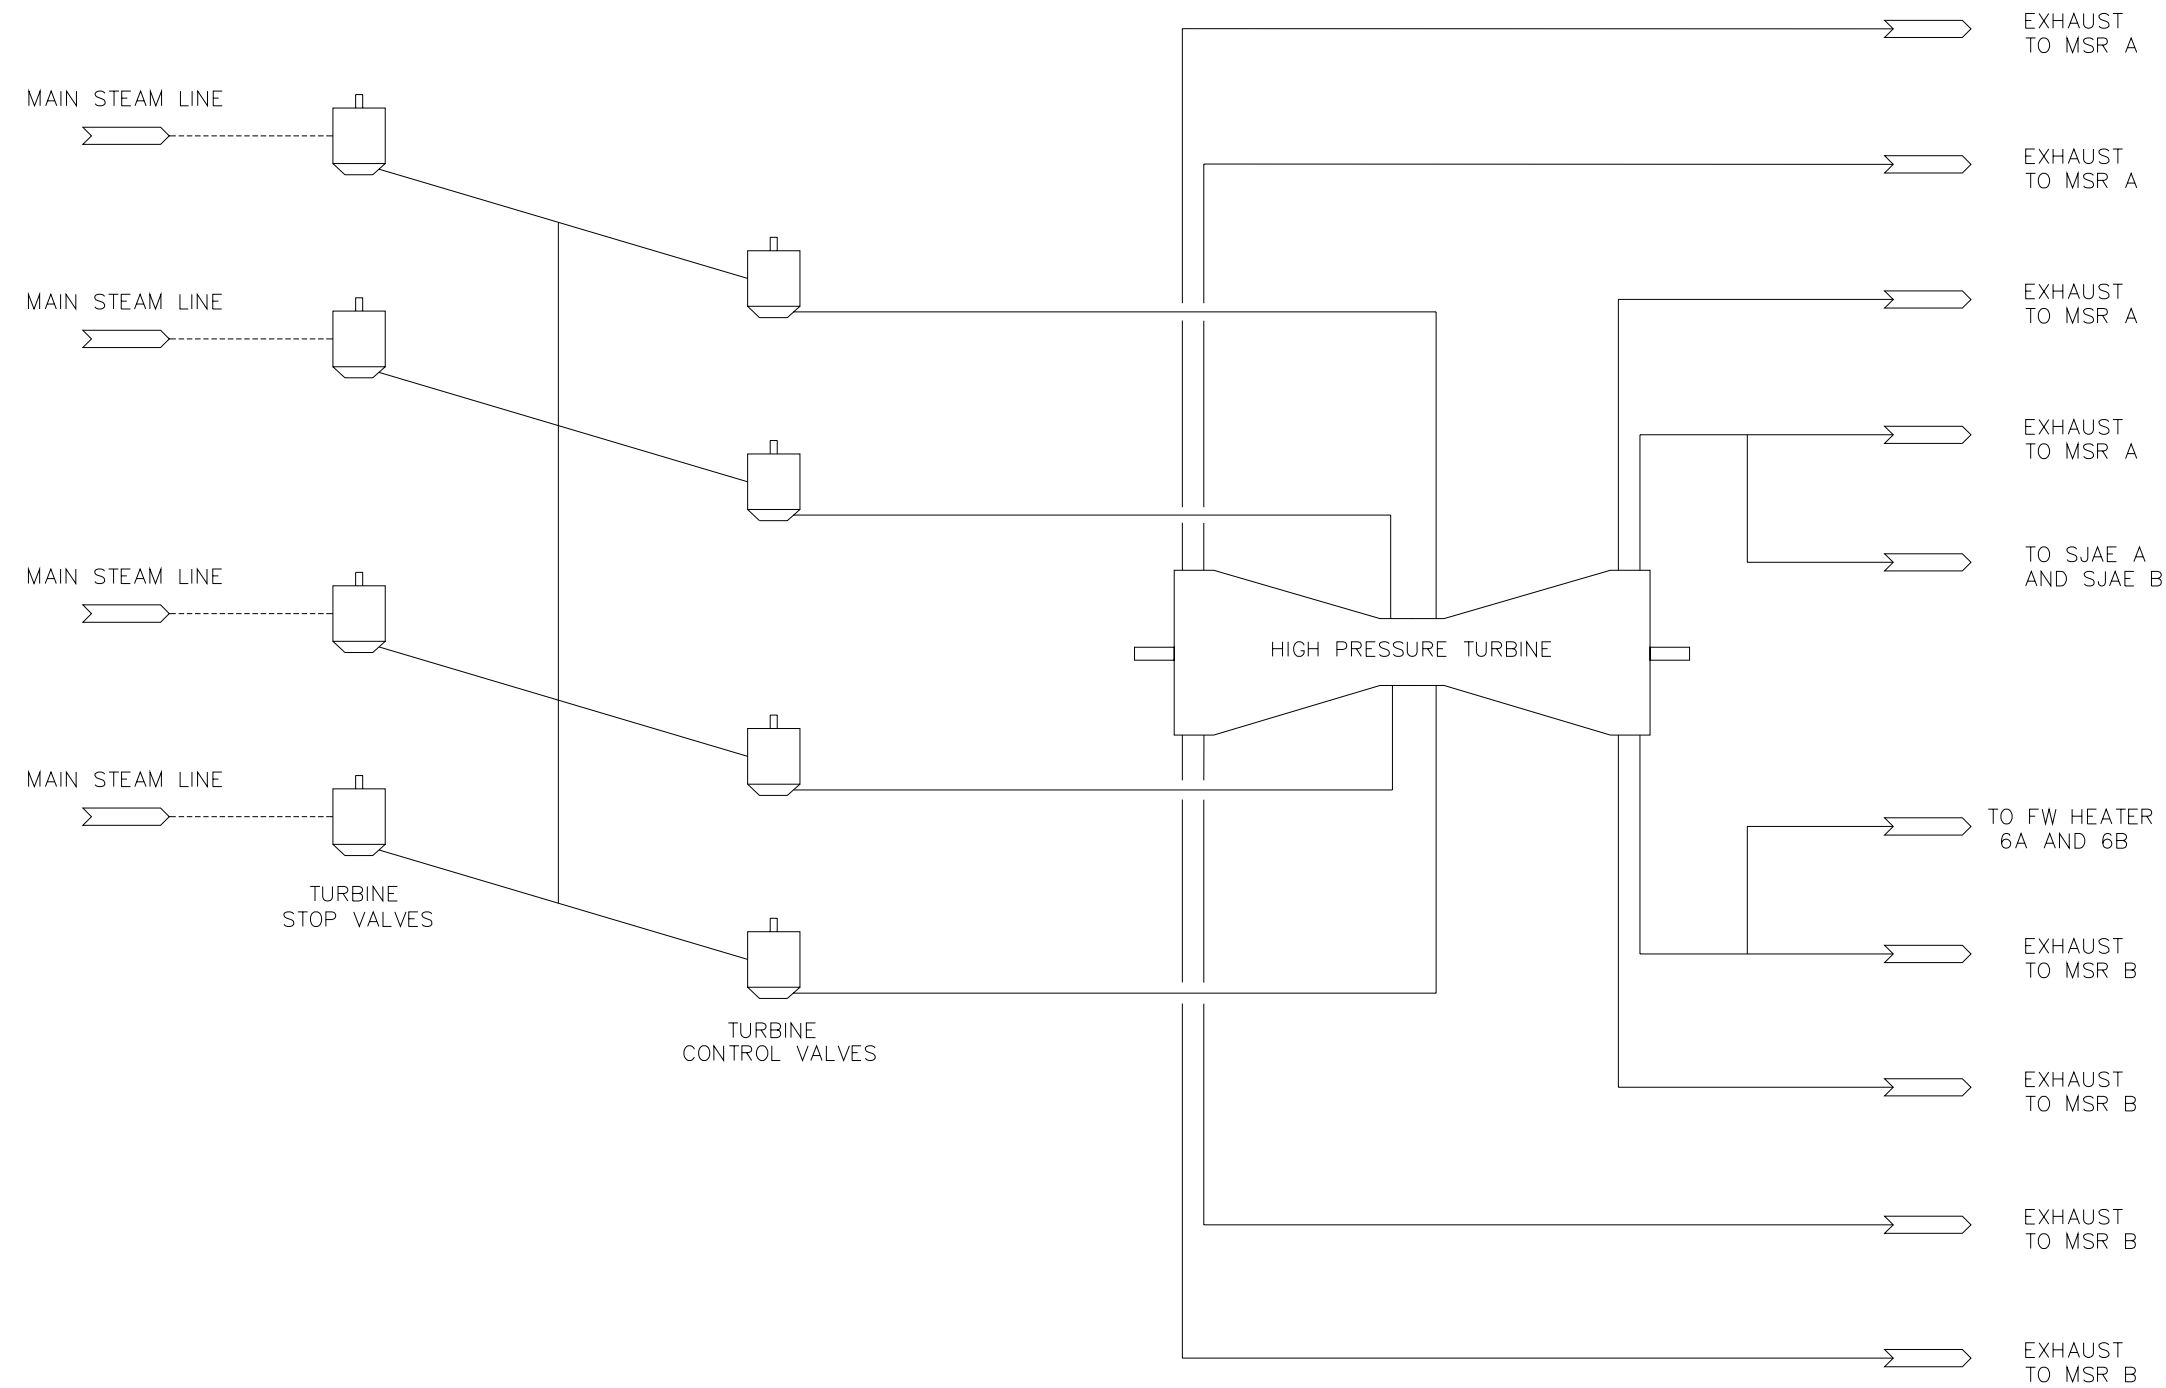 EXHAUST
TO MSR A
MAIN STEAM LINE
EXHAUST
TO MSR A
MAIN STEAM LINE
EXHAUST
TO MSR A
EXHAUST
TO MSR A
TO SJAE A
AND SJAE B
MAIN STEAM LINE
HIGH PRESSURE TURBINE
MAIN STEAM LINE
TO FW HEATER
6A AND 6B
TURBINE
STOP VALVES
EXHAUST
TO MSR B
TURBINE
CONTROL VALVES
EXHAUST
TO MSR B
EXHAUST
TO MSR B
EXHAUST
TO MSR B